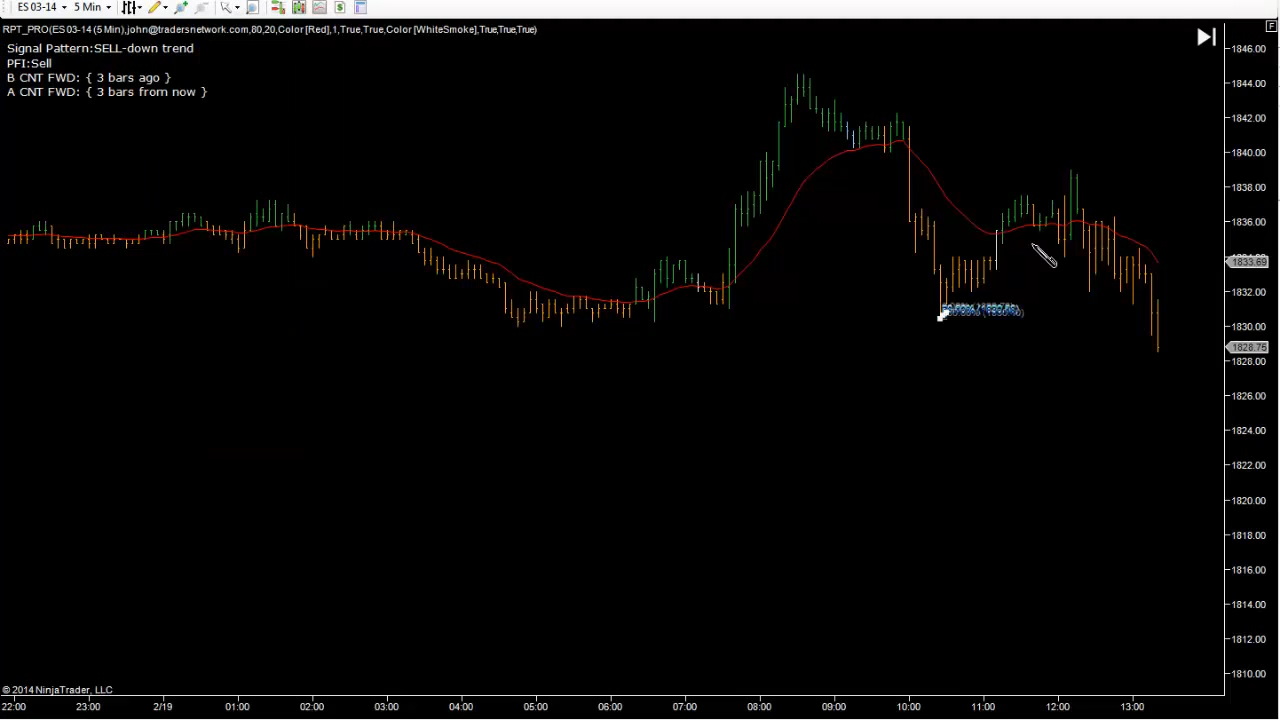 ES 03-14 5 Min
RPT_PRO(ES 03-14 (5 Min),john@tradersnetwork.com,80,20,Color [Red],1,True,True,Color [WhiteSmoke],True,True,True)
F
Signal Pattern:SELL-down trend
PFI:Sell
B CNT FWD: { 3 bars ago }
A CNT FWD: { 3 bars from now }
1846.00
1844.00
1842.00
1840.00
1838.00
1836.00
1833.69
1832.00
1830.00
1828.75
1828.00
1826.00
1824.00
1822.00
1820.00
1818.00
1816.00
1814.00
1812.00
1810.00
© 2014 NinjaTrader, LLC
22:00 23:00 2/19 01:00 02:00 03:00 04:00 05:00 06:00 07:00 08:00 09:00 10:00 11:00 12:00 13:00